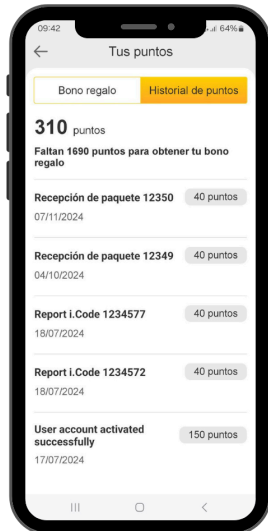 09:42
64%
Tus puntos
Bono regalo
Historial de puntos
310 puntos
Faltan 1690 puntos para obtener tu bono
regalo
Recepción de paquete 12350
40 puntos
07/11/2024
Recepción de paquete 12349
40 puntos
04/10/2024
Report i.Code 1234577
40 puntos
18/07/2024
Report i.Code 1234572
40 puntos
18/07/2024
User account activated
successfully
150 puntos
17/07/2024